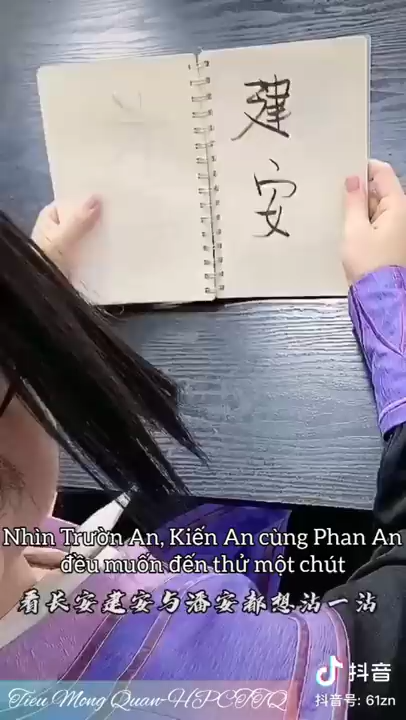 建
安
Nhìn Trườn An, Kiến An cùng Phan An
đều muốn đến thử một chút
看长安建安与潘安都想沾一沾
Tiểu Mộng Quan-HPCTTQ
抖音
抖音号: 61zn